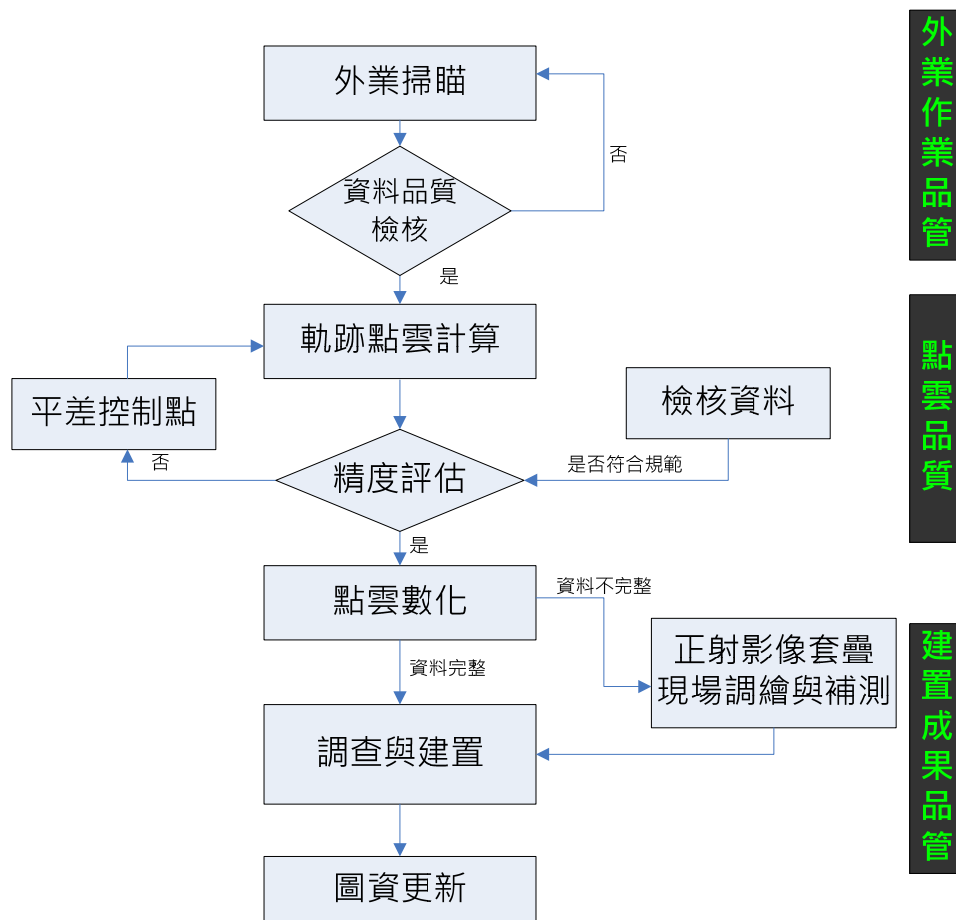 外業掃瞄
否
資料品質
檢核
是
軌跡點雲計算
平差控制點
檢核資料
否
是否符合規範
精度評估
是
點雲數化
資料不完整
正射影像套疊
現場調繪與補測
資料完整
調查與建置
圖資更新
外業作業品管
點雲品質
建置成果品管